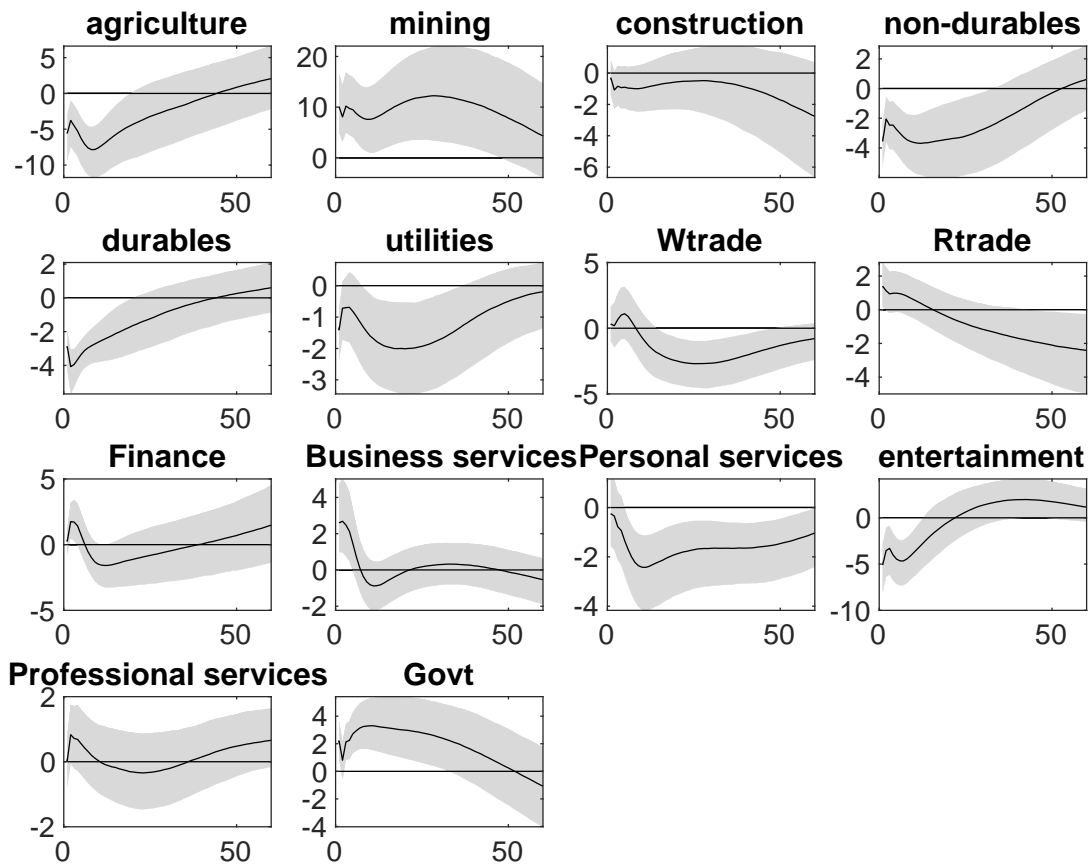 agriculture mining construction non-durables
5 0 -5 -10 20 10 0 0 -2 -4 -6 2 0 -2 -4
0 50 0 50 0 50 0 50
durables utilities Wtrade Rtrade
2 0 -2 -4 0 -1 -2 -3 5 0 -5 2 0 -2 -4
0 50 0 50 0 50 0 50
Finance Business services Personal services entertainment
5 0 -5 4 2 0 -2 0 -2 -4 0 -5 -10
0 50 0 50 0 50 0 50
Professional services Govt
2 0 -2 4 2 0 -2 -4
0 50 0 50